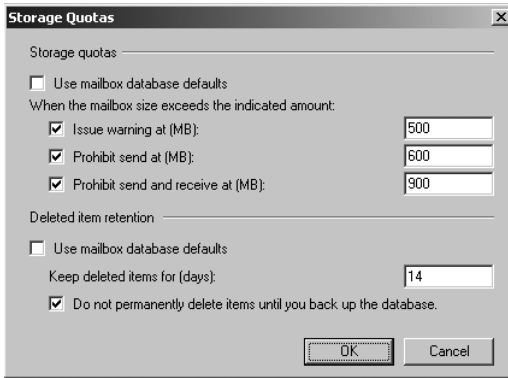 Storage Quotas
Storage quotas
Use mailbox database defaults
When the mailbox size exceeds the indicated amount:
Issue warning at (MB): 500
Prohibit send at (MB): 600
Prohibit send and receive at (MB): 900
Deleted item retention
Use mailbox database defaults
Keep deleted items for (days): 14
Do not permanently delete items until you back up the database.
OK Cancel